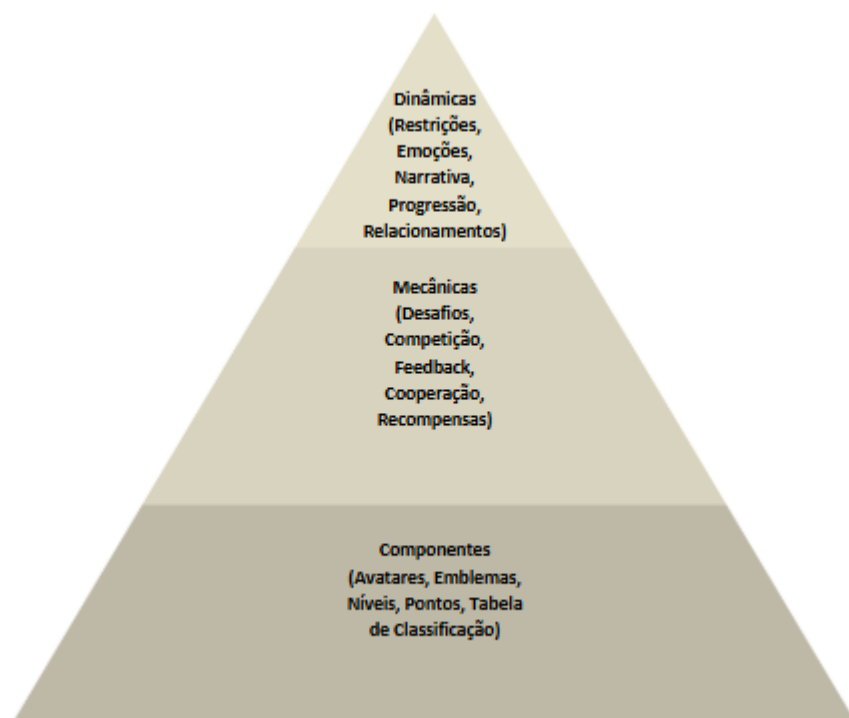 Dinâmicas
(Restrições,
Emoções,
Narrativa,
Progressão,
Relacionamentos)
Mecânicas
(Desafios,
Competição,
Feedback,
Cooperação,
Recompensas)
Componentes
(Avatares, Emblemas,
Níveis, Pontos, Tabela
de Classificação)